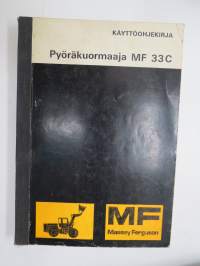 KÄYTTÖOHJEKIRJA
Pyöräkuormaaja MF 33C
MF
Massey Ferguson